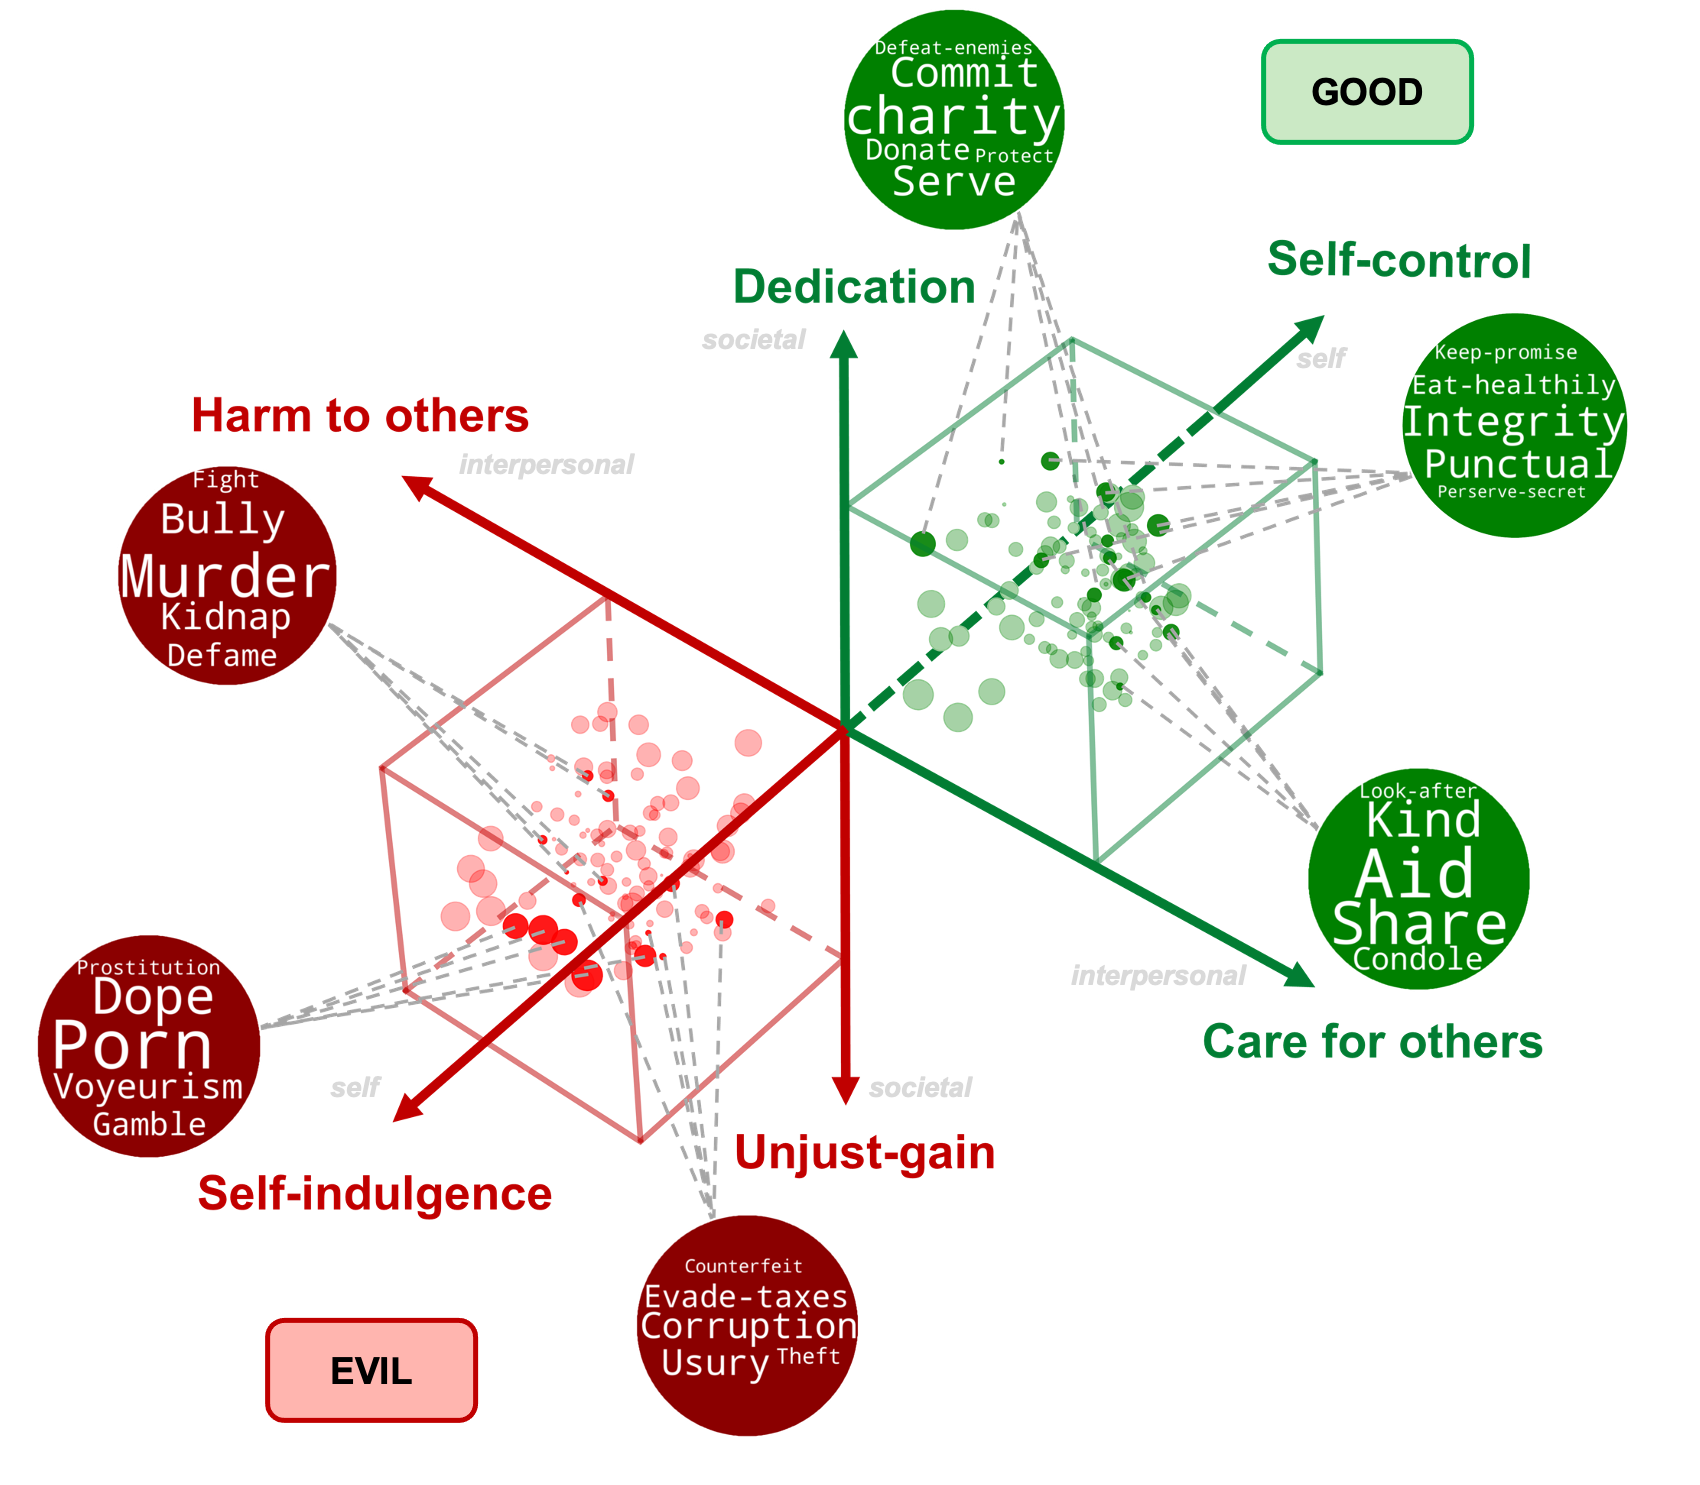 Defeat-enemies
Commit
charity
Donate Protect
Serve
GOOD
Dedication
societal
Self-control
self
Keep-promise
Eat-healthily
Integrity
Punctual
Perserve-secret
Harm to others
interpersonal
Fight
Bully
Murder
Kidnap
Defame
Look-after
Kind
Aid
Share
Condole
interpersonal
Care for others
Prostitution
Dope
Porn
Voyeurism
Gamble
self
Self-indulgence
societal
Unjust-gain
Counterfeit
Evade-taxes
Corruption
Usury Theft
EVIL